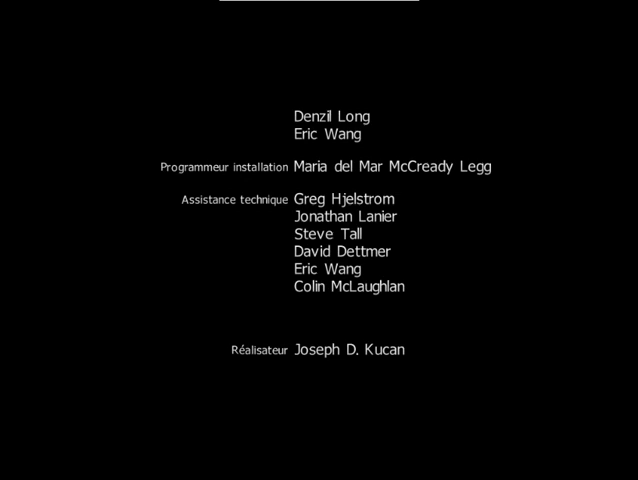 Denzil Long
Eric Wang
Programmeur installation Maria del Mar McCready Legg
Assistance technique Greg Hjelstrom
Jonathan Lanier
Steve Tall
David Dettmer
Eric Wang
Colin McLaughlan
Réalisateur Joseph D. Kucan